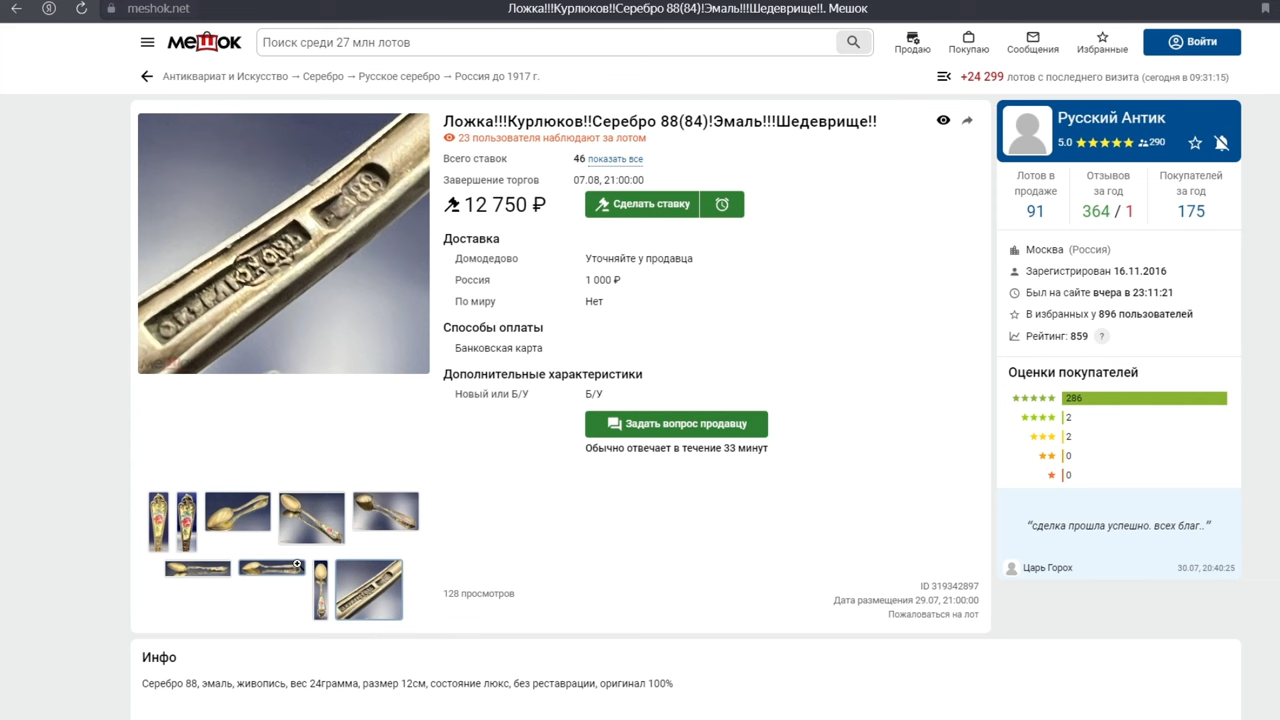 meshok.net
Ложка!!!Курлюков!!Серебро 88(84)!Эмаль!!!Шедеврище!!. Мешок
мешок
Поиск среди 27 млн лотов
Продаю
Покупаю
Сообщения
Избранные
Войти
Антиквариат и Искусство → Серебро → Русское серебро → Россия до 1917 г.
+24 299 лотов с последнего визита (сегодня в 09:31:15)
Ложка!!!Курлюков!!Серебро 88(84)!Эмаль!!!Шедеврище!!
23 пользователя наблюдают за лотом
Всего ставок 46 показать все
Завершение торгов 07.08, 21:00:00
12 750 ₽ Сделать ставку
Доставка
Домодедово Уточняйте у продавца
Россия 1 000 ₽
По миру Нет
Способы оплаты
Банковская карта
Дополнительные характеристики
Новый или Б/У Б/У
Задать вопрос продавцу
Обычно отвечает в течение 33 минут
128 просмотров
ID 319342897
Дата размещения 29.07, 21:00:00
Пожаловаться на лот
88
Русский Антик
5.0 290
Лотов в продаже
91
Отзывов за год
364 / 1
Покупателей за год
175
Москва (Россия)
Зарегистрирован 16.11.2016
Был на сайте вчера в 23:11:21
В избранных у 896 пользователей
Рейтинг: 859 ?
Оценки покупателей
286
2
2
0
0
“сделка прошла успешно. всех благ..”
Царь Горох 30.07, 20:40:25
Инфо
Серебро 88, эмаль, живопись, вес 24грамма, размер 12см, состояние люкс, без реставрации, оригинал 100%